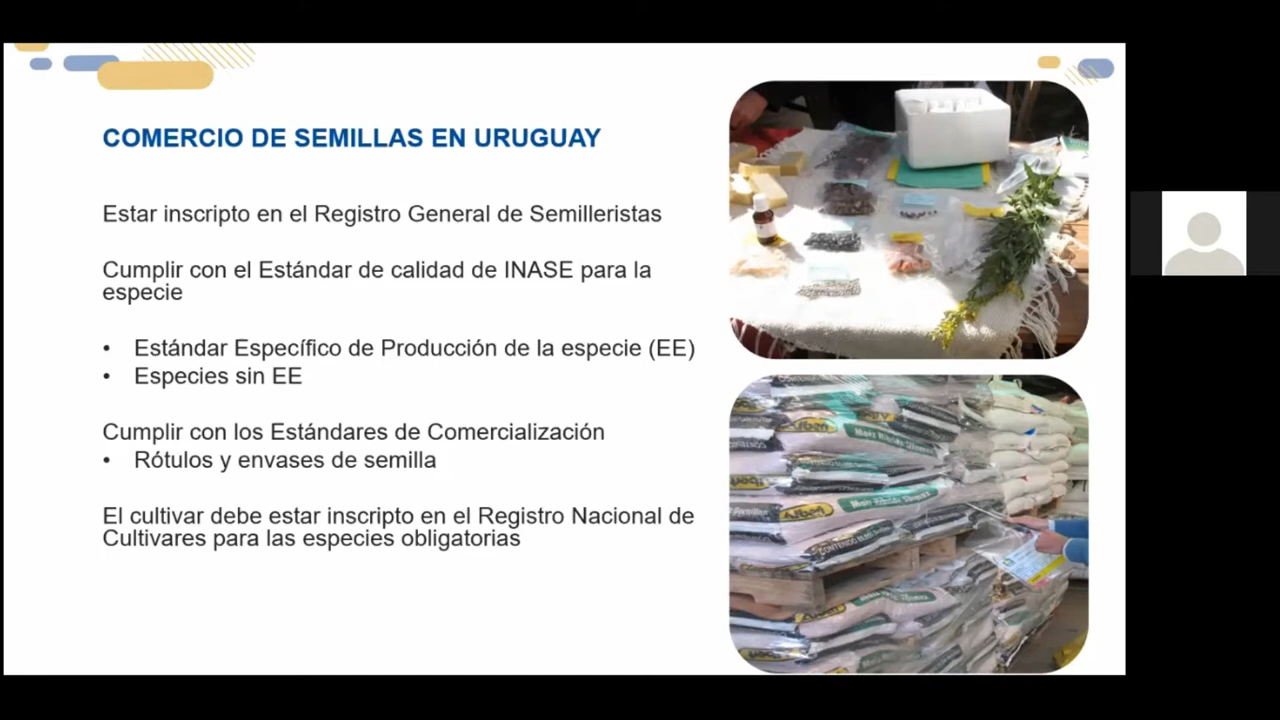 COMERCIO DE SEMILLAS EN URUGUAY
Estar inscripto en el Registro General de Semilleristas
Cumplir con el Estándar de calidad de INASE para la
especie
• Estándar Específico de Producción de la especie (EE)
• Especies sin EE
Cumplir con los Estándares de Comercialización
• Rótulos y envases de semilla
El cultivar debe estar inscripto en el Registro Nacional de
Cultivares para las especies obligatorias